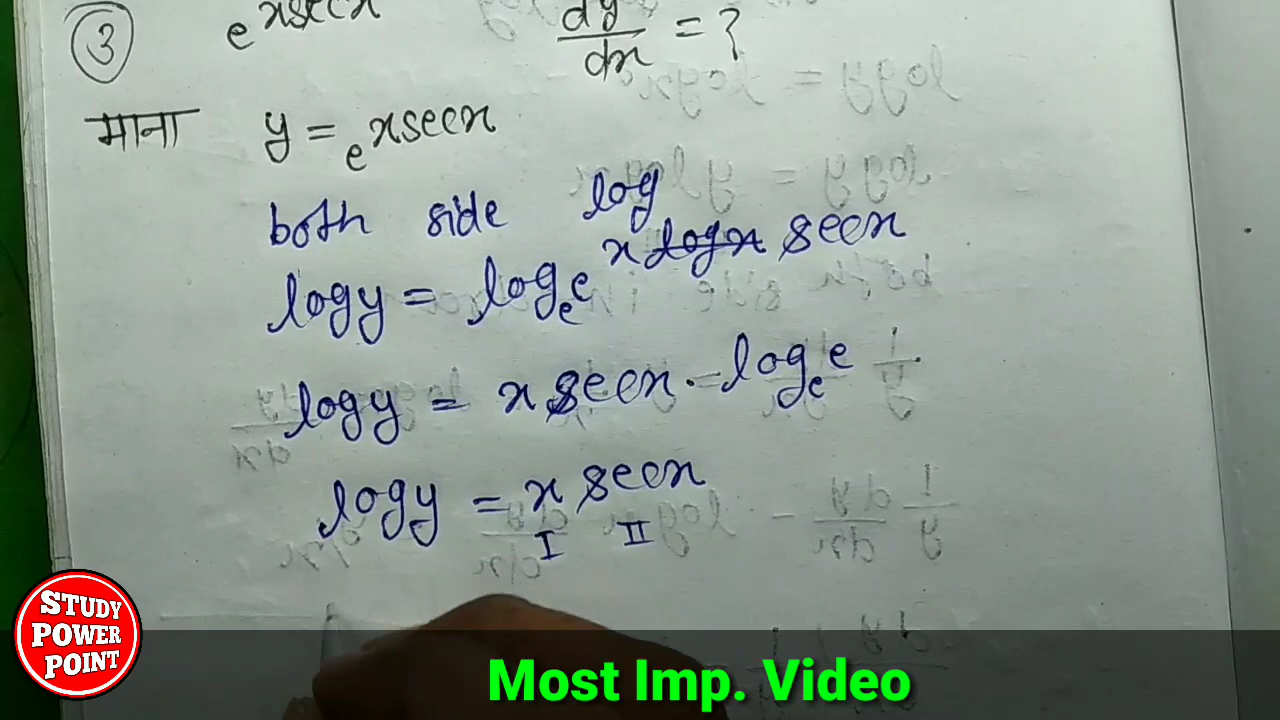 ③ e^xsecx dy/dx = ?
माना y = e^xsecx
both side log
log y = log_e e^x secx
log y = x secx · log_e e
log y = x secx
I II
STUDY
POWER
POINT
Most Imp. Video